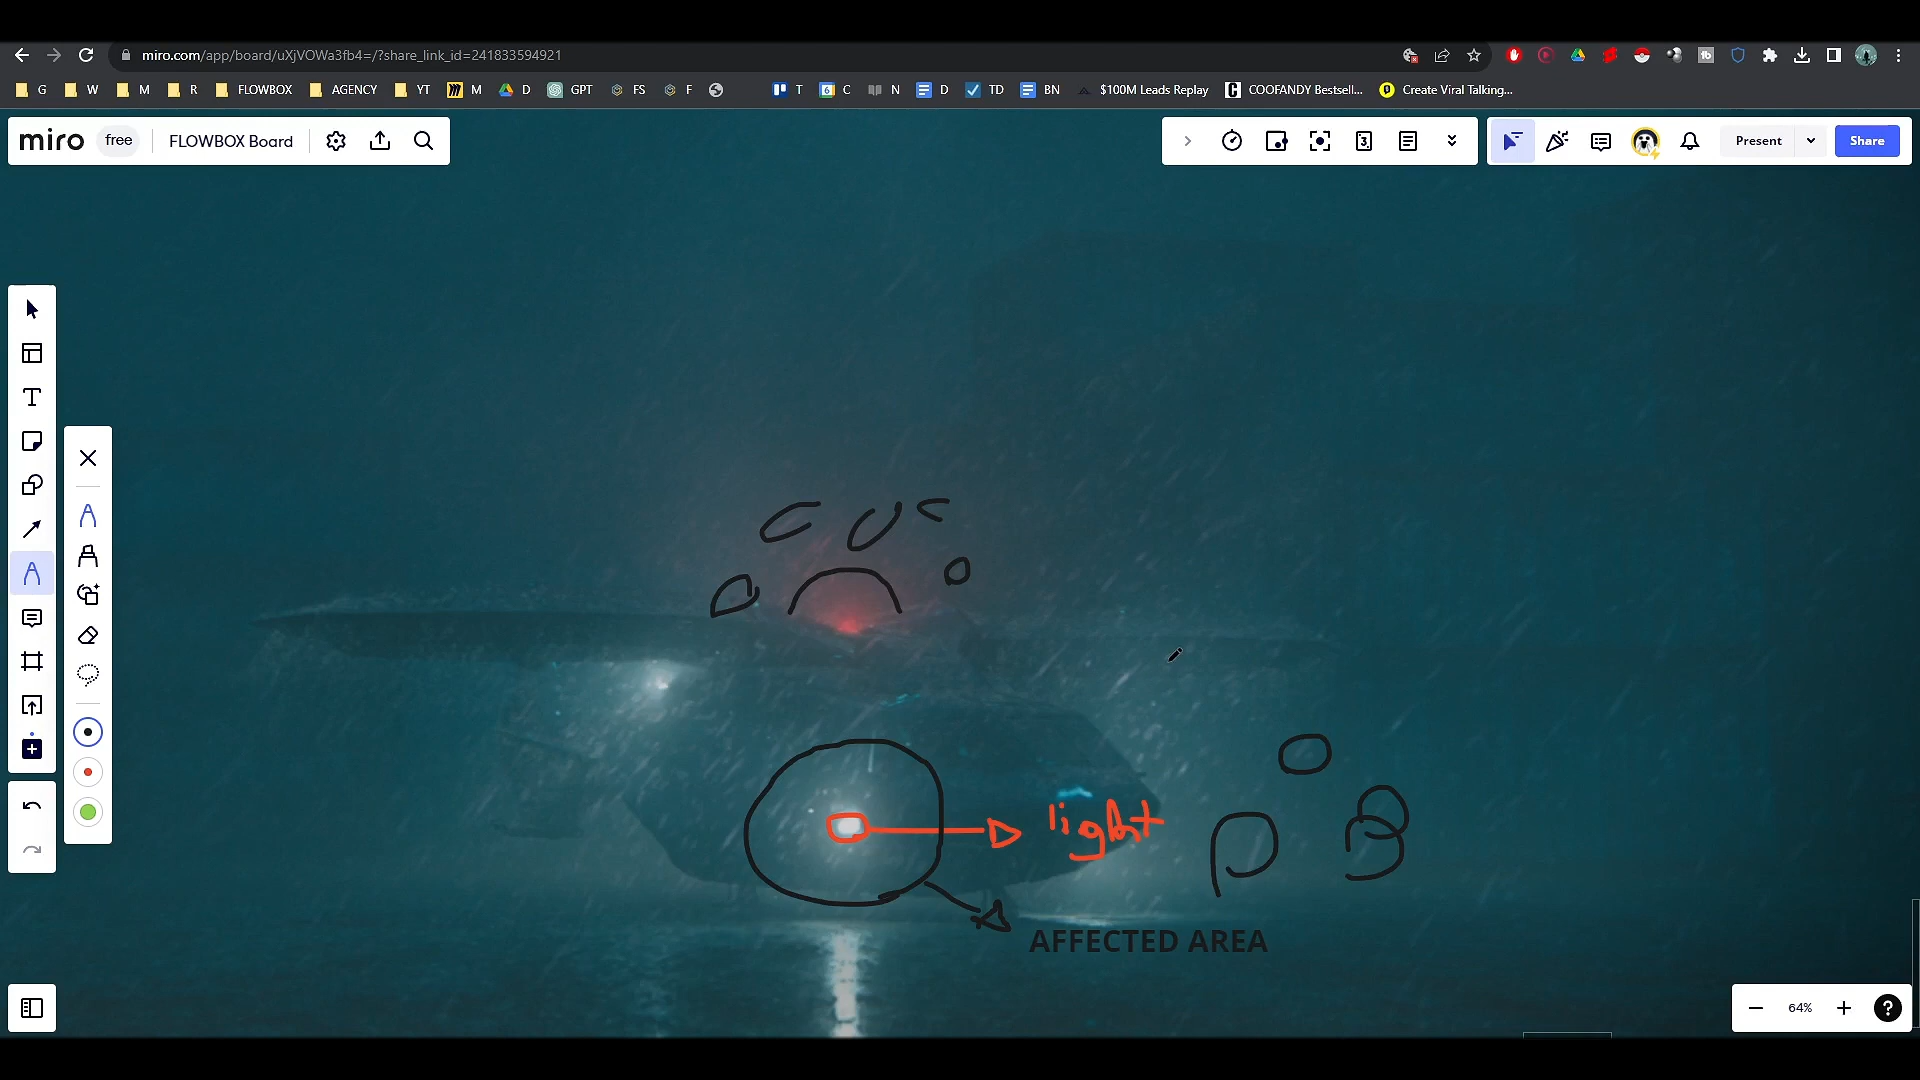 miro.com/app/board/uXjVOWa3fb4=/?share_link_id=241833594921
G W M R FLOWBOX AGENCY YT M D GPT FS F T C N D TD BN $100M Leads Replay COOFANDY Bestsell... Create Viral Talking...
miro free FLOWBOX Board Present Share
light
AFFECTED AREA
64%